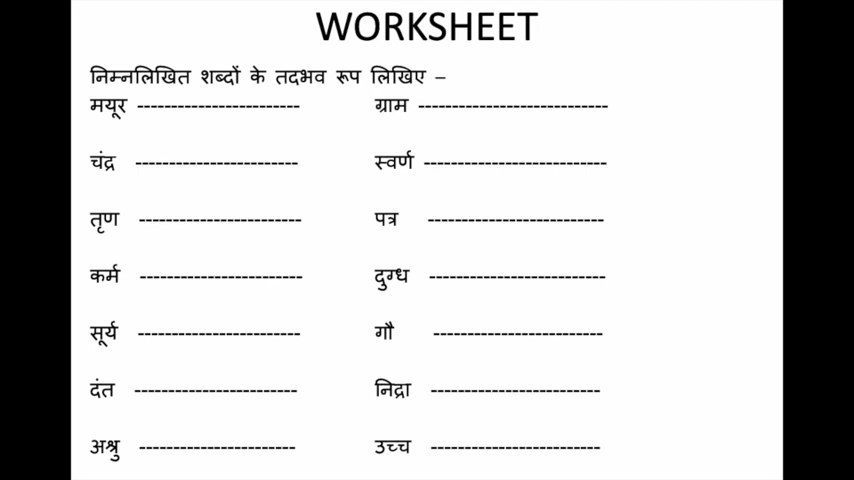 WORKSHEET
निम्नलिखित शब्दों के तदभव रूप लिखिए –
मयूर ------------------------ ग्राम ----------------------------
चंद्र ------------------------ स्वर्ण ---------------------------
तृण ------------------------ पत्र --------------------------
कर्म ------------------------ दुग्ध --------------------------
सूर्य ------------------------ गौ -------------------------
दंत ------------------------ निद्रा -------------------------
अश्रु ----------------------- उच्च -------------------------